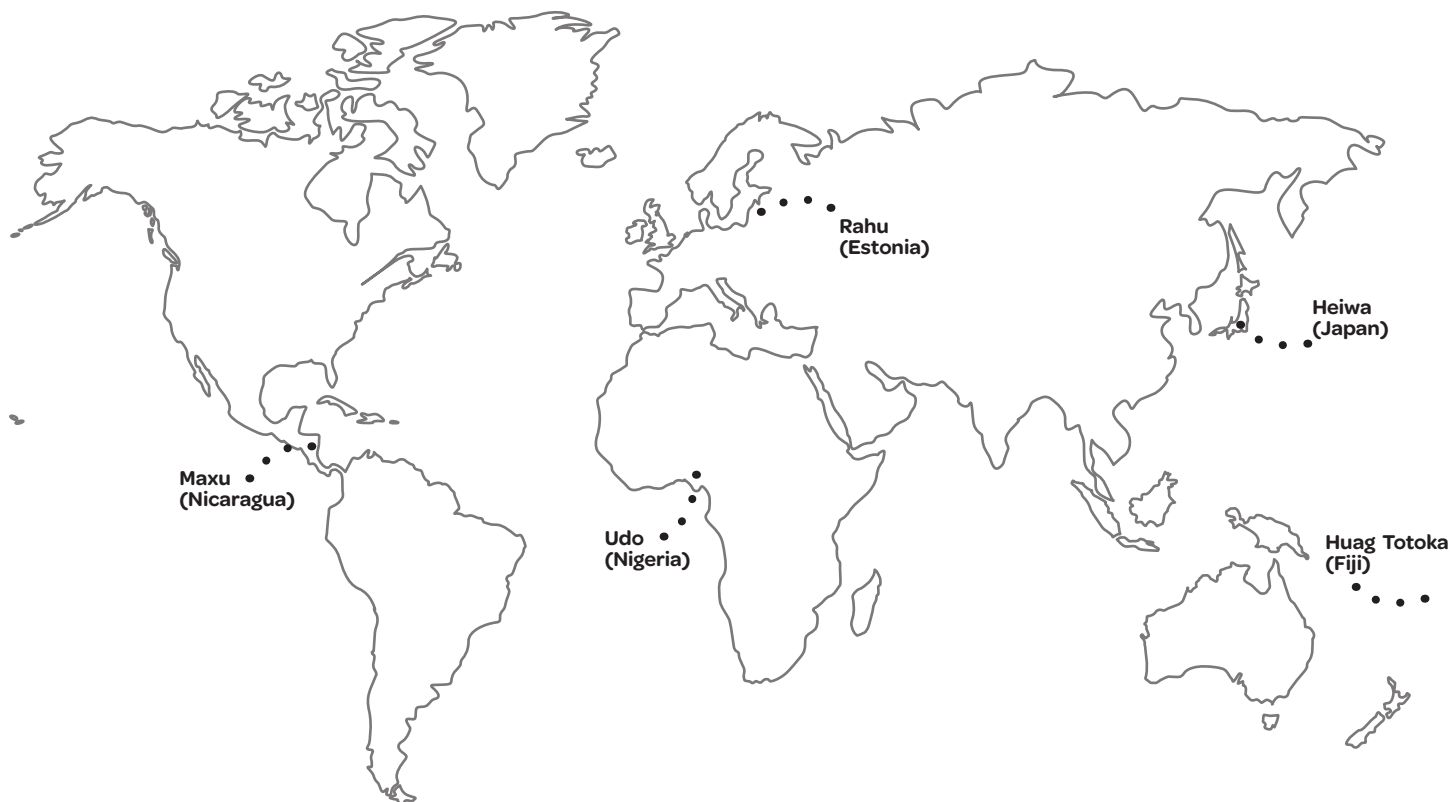 Rahu
(Estonia)
Heiwa
(Japan)
Maxu
(Nicaragua)
Udo
(Nigeria)
Huag Totoka
(Fiji)